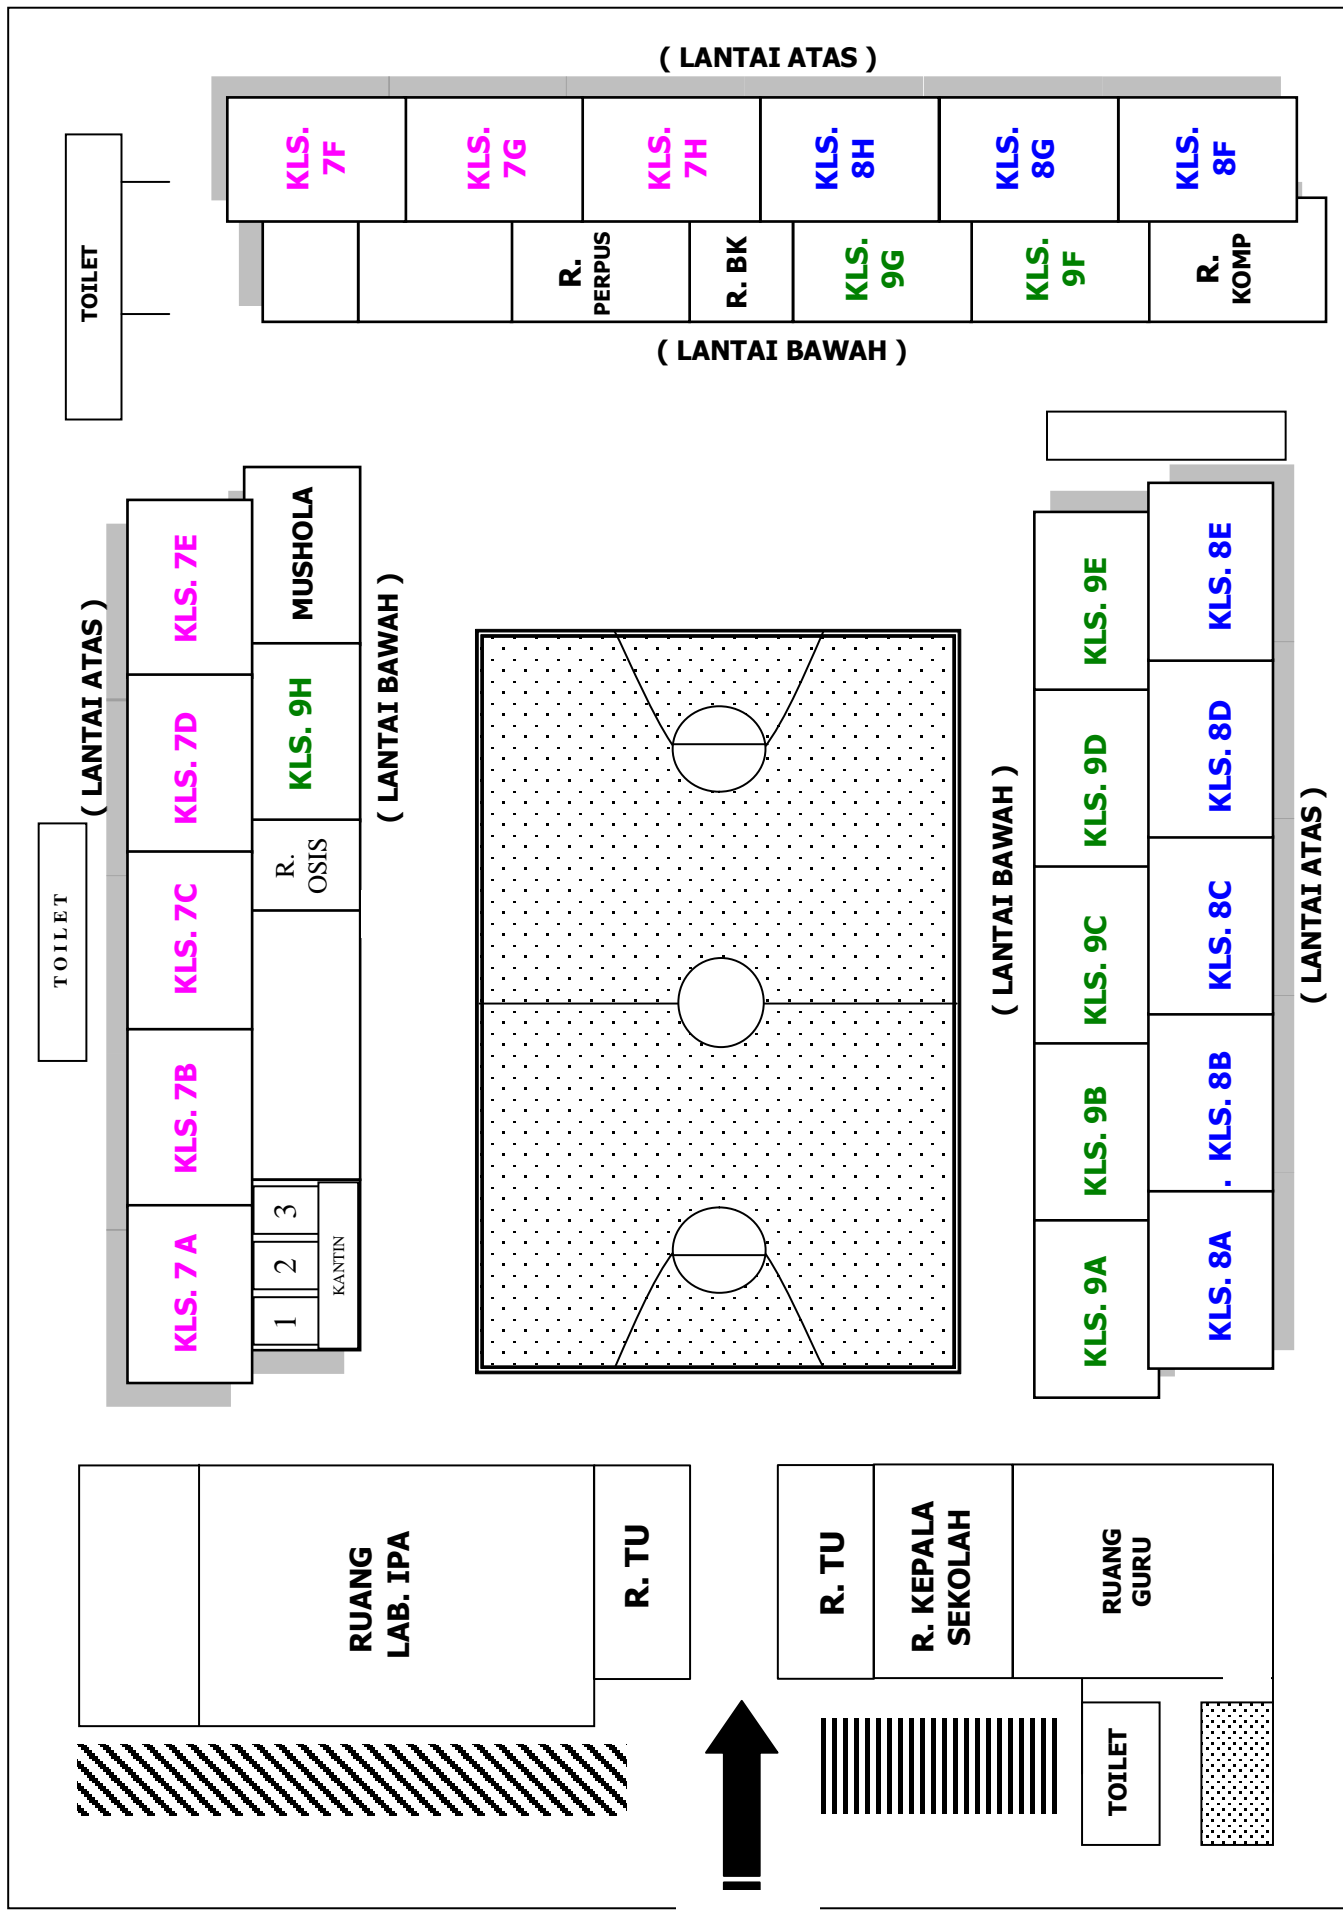 ( LANTAI ATAS )
KLS.
7F
KLS.
7G
KLS.
7H
KLS.
8H
KLS.
8G
KLS.
8F
TOILET
R.
PERPUS
R. BK
KLS.
9G
KLS.
9F
R.
KOMP
( LANTAI BAWAH )
( LANTAI ATAS )
TOILET
KLS. 7E
KLS. 7D
KLS. 7C
KLS. 7B
KLS. 7 A
MUSHOLA
KLS. 9H
R.
OSIS
3
2
1
KANTIN
( LANTAI BAWAH )
( LANTAI BAWAH )
KLS. 9E
KLS. 9D
KLS. 9C
KLS. 9B
KLS. 9A
KLS. 8E
KLS. 8D
KLS. 8C
. KLS. 8B
KLS. 8A
( LANTAI ATAS )
RUANG
LAB. IPA
R. TU
R. TU
R. KEPALA
SEKOLAH
RUANG
GURU
TOILET